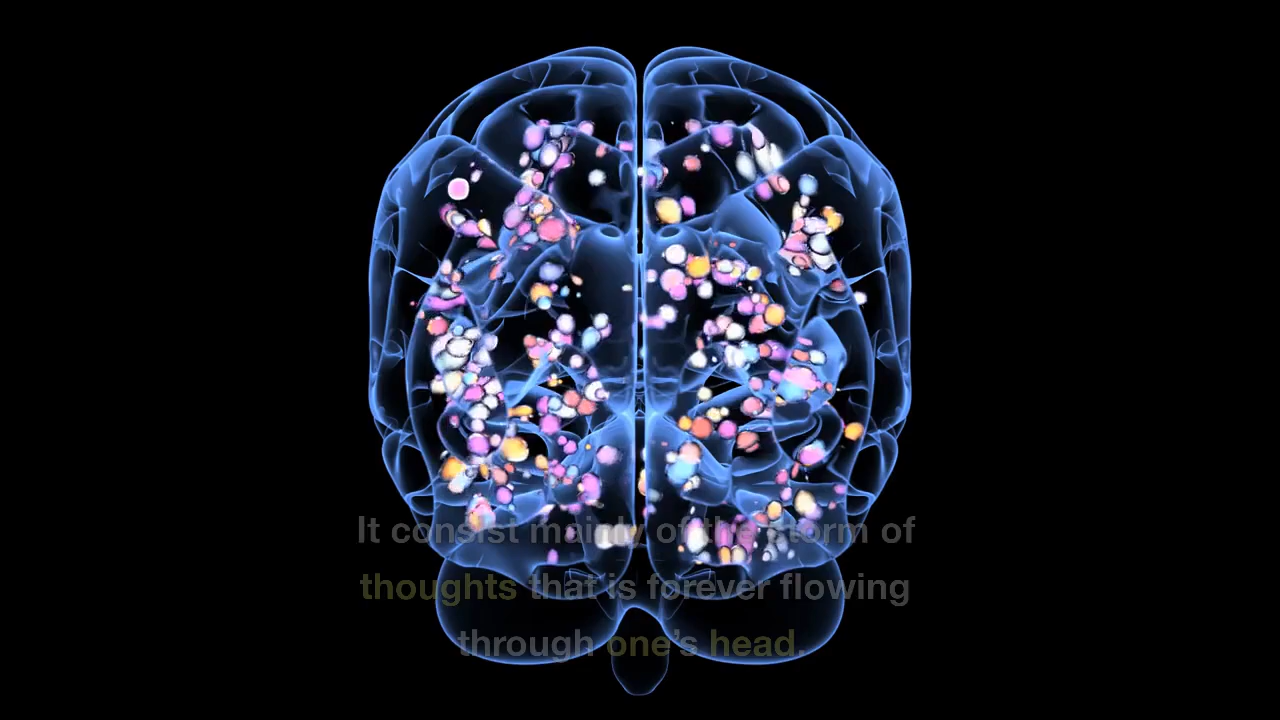 It consist mainly of the storm of
thoughts that is forever flowing
through one's head.